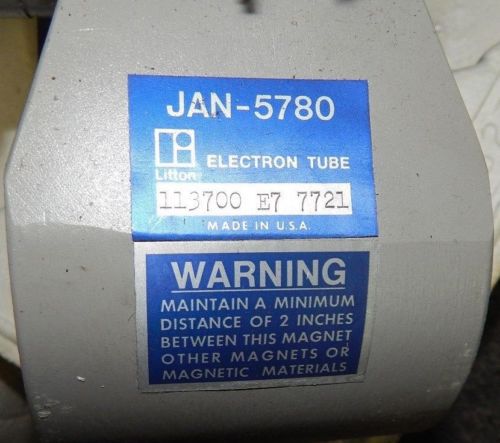 JAN-5780
Litton
ELECTRON TUBE
113700 E7 7721
MADE IN U.S.A.
WARNING
MAINTAIN A MINIMUM
DISTANCE OF 2 INCHES
BETWEEN THIS MAGNET
OTHER MAGNETS OR
MAGNETIC MATERIALS